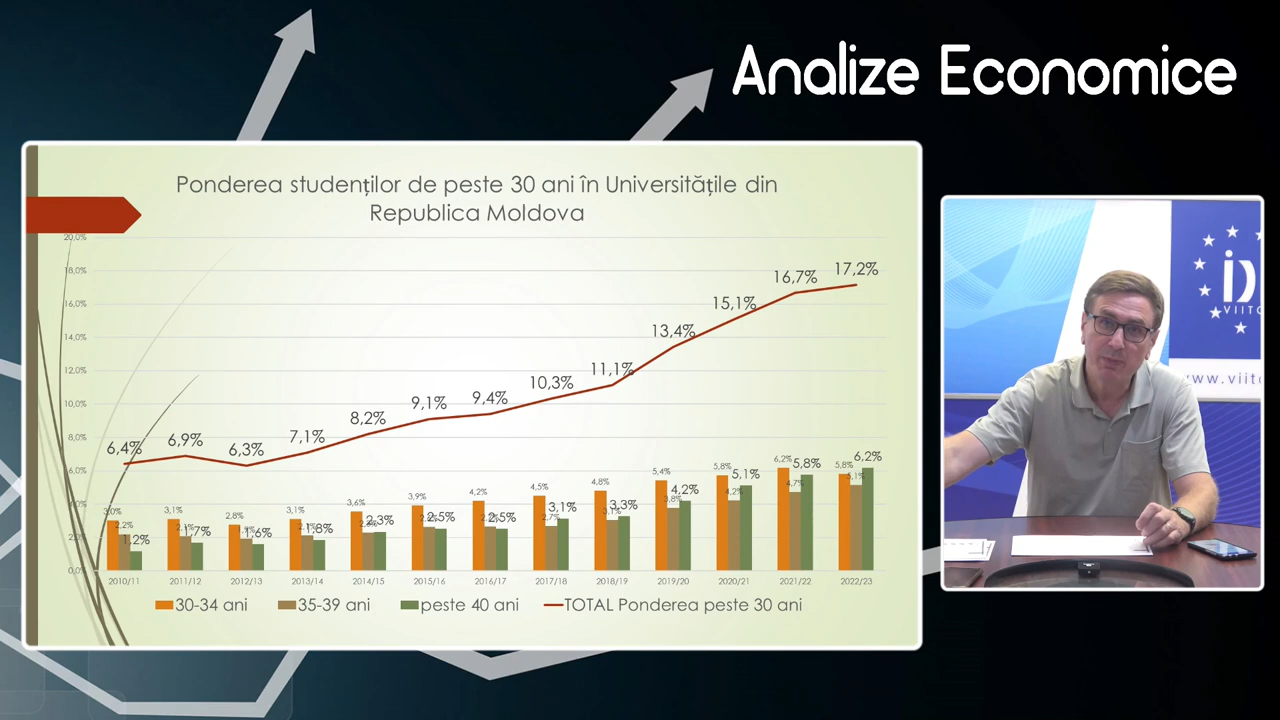 Analize Economice
Ponderea studenților de peste 30 ani în Universitățile din
Republica Moldova
20,0%
18,0%
16,0%
14,0%
12,0%
10,0%
8,0%
6,0%
4,0%
2,0%
0,0%
6,4% 6,9% 6,3% 7,1% 8,2% 9,1% 9,4% 10,3% 11,1% 13,4% 15,1% 16,7% 17,2%
3,0% 3,1% 2,8% 3,1% 3,6% 3,9% 4,2% 4,5% 4,8% 5,4% 5,8% 6,2% 5,8%
2,2% 2,7% 3,8% 4,2% 4,7% 5,1%
1,2% 1,7% 1,6% 1,8% 2,3% 2,5% 2,5% 3,1% 3,3% 4,2% 5,1% 5,8% 6,2%
2010/11 2011/12 2012/13 2013/14 2014/15 2015/16 2016/17 2017/18 2018/19 2019/20 2020/21 2021/22 2022/23
30-34 ani 35-39 ani peste 40 ani TOTAL Ponderea peste 30 ani
VIITO
www.viito